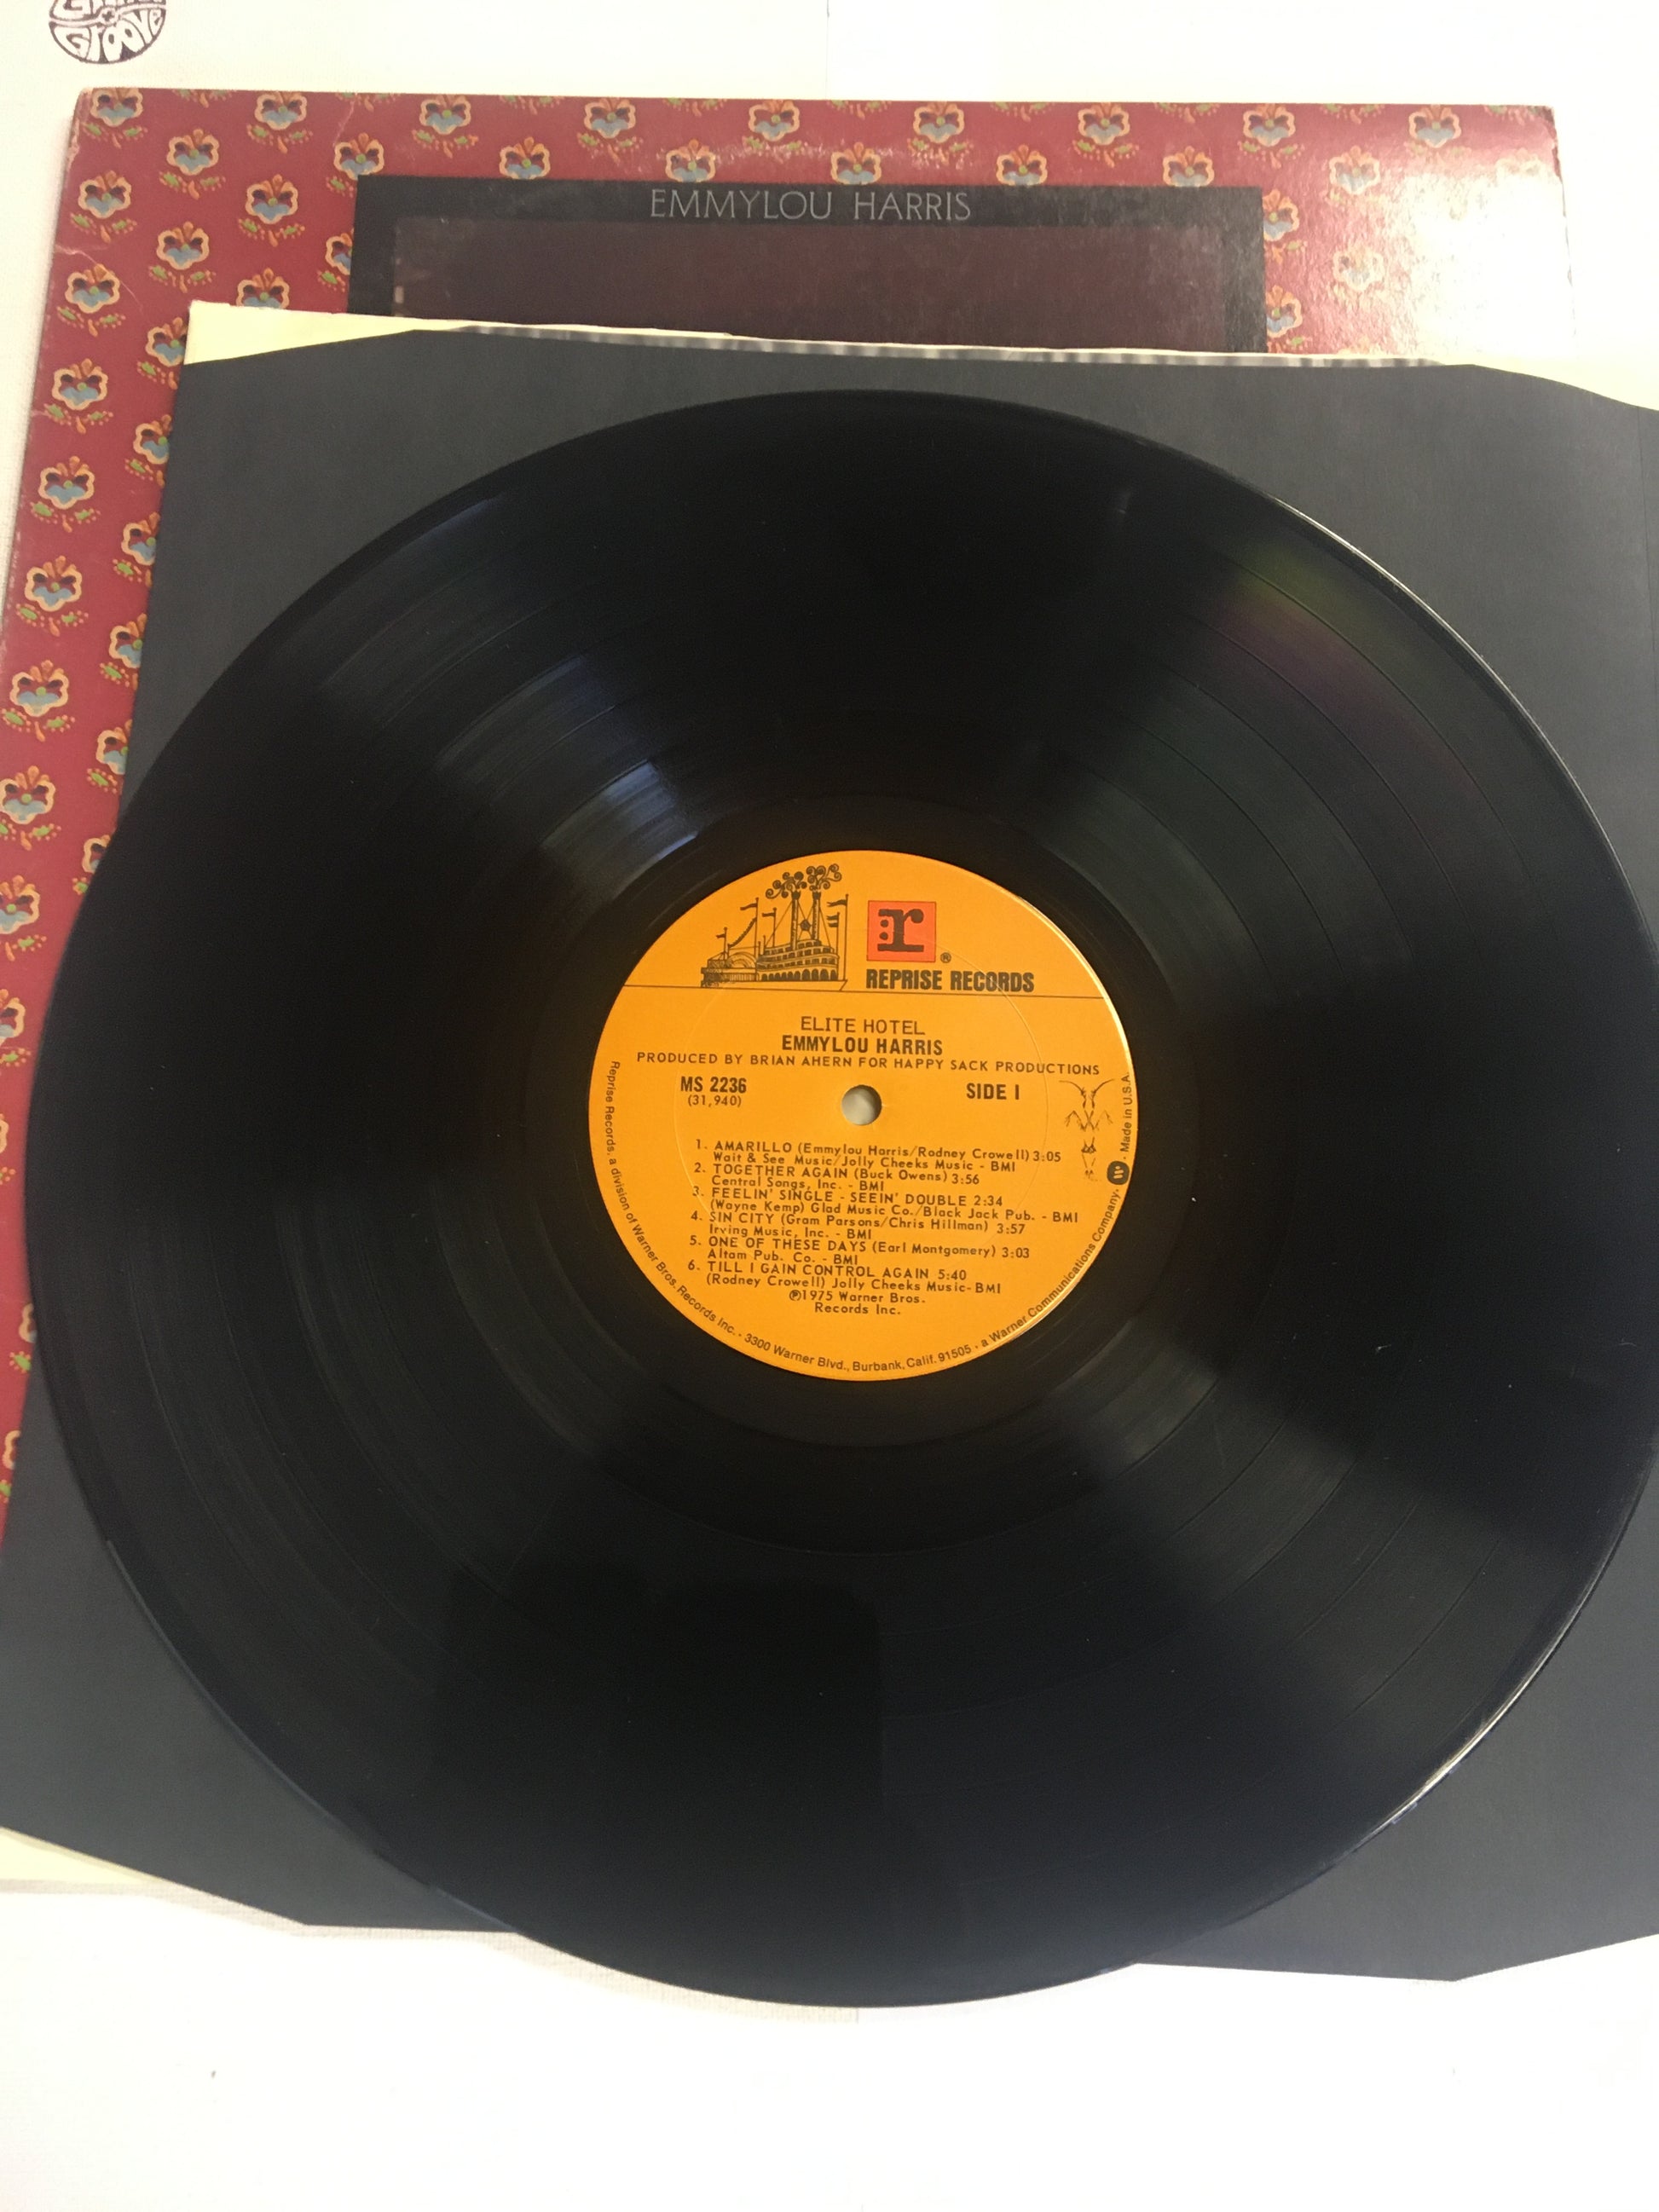 Groove
EMMYLOU HARRIS
r
®
REPRISE RECORDS
ELITE HOTEL
EMMYLOU HARRIS
PRODUCED BY BRIAN AHERN FOR HAPPY SACK PRODUCTIONS
MS 2236
(31,940)
SIDE I
1. AMARILLO (Emmylou Harris/Rodney Crowell) 3:05
Wait & See Music/Jolly Cheeks Music - BMI
2. TOGETHER AGAIN (Buck Owens) 3:56
Central Songs, Inc. - BMI
3. FEELIN' SINGLE - SEEIN' DOUBLE 2:34
(Wayne Kemp) Glad Music Co./Black Jack Pub. - BMI
4. SIN CITY (Gram Parsons/Chris Hillman) 3:57
Irving Music, Inc. - BMI
5. ONE OF THESE DAYS (Earl Montgomery) 3:03
Altam Pub. Co. - BMI
6. TILL I GAIN CONTROL AGAIN 5:40
(Rodney Crowell) Jolly Cheeks Music- BMI
℗1975 Warner Bros.
Records Inc.
Reprise Records, a division of Warner Bros. Records Inc. · 3300 Warner Blvd., Burbank, Calif. 91505 · a Warner Communications Company · W · Made in U.S.A.